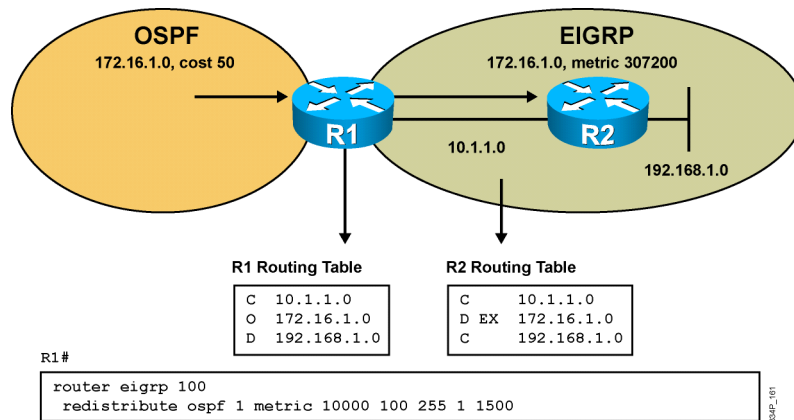 OSPF
172.16.1.0, cost 50
EIGRP
172.16.1.0, metric 307200
R1
R2
10.1.1.0
192.168.1.0
R1 Routing Table
C 10.1.1.0
O 172.16.1.0
D 192.168.1.0
R2 Routing Table
C 10.1.1.0
D EX 172.16.1.0
C 192.168.1.0
R1#
router eigrp 100
redistribute ospf 1 metric 10000 100 255 1 1500